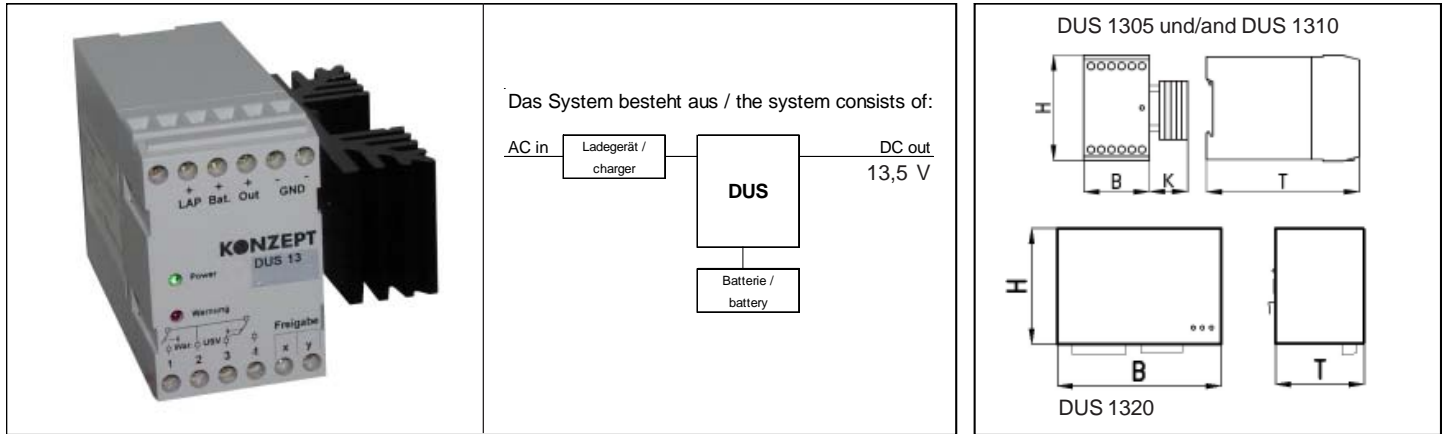 + + + - -
LAP Bat. Out GND
KONZEPT
DUS 13
Power
Warnung
Freigabe
War. USV
1 2 3 4 x y
Das System besteht aus / the system consists of:
AC in
Ladegerät /
charger
DUS
DC out
13,5 V
Batterie /
battery
DUS 1305 und/and DUS 1310
H
B K T
H
B T
DUS 1320